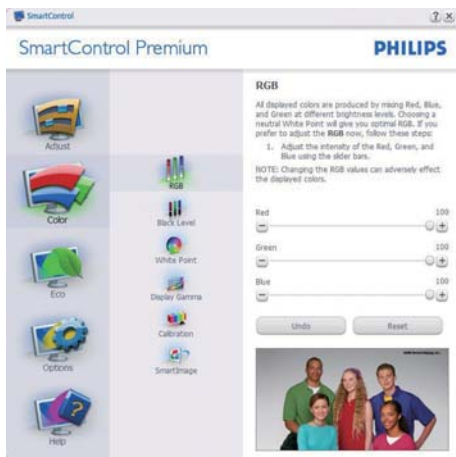 SmartControl
SmartControl Premium
PHILIPS
Adjust
Color
Eco
Options
Help
RGB
Black Level
White Point
Display Gamma
Calibration
SmartImage
RGB
All displayed colors are produced by mixing Red, Blue,
and Green at different brightness levels. Choosing a
neutral White Point will give you optimal RGB. If you
prefer to adjust the RGB now, follow these steps:
1. Adjust the intensity of the Red, Green, and
Blue using the slider bars.
NOTE: Changing the RGB values can adversely effect
the displayed colors.
Red 100
Green 100
Blue 100
Undo Reset